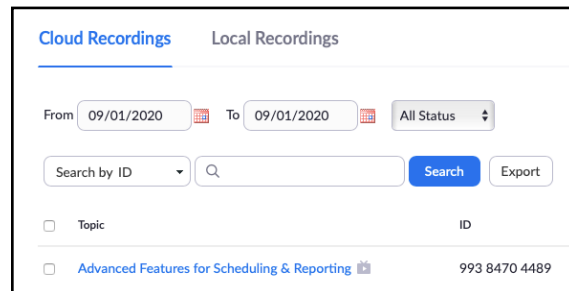 Cloud Recordings Local Recordings
From 09/01/2020 To 09/01/2020 All Status
Search by ID Search Export
Topic ID
Advanced Features for Scheduling & Reporting 993 8470 4489